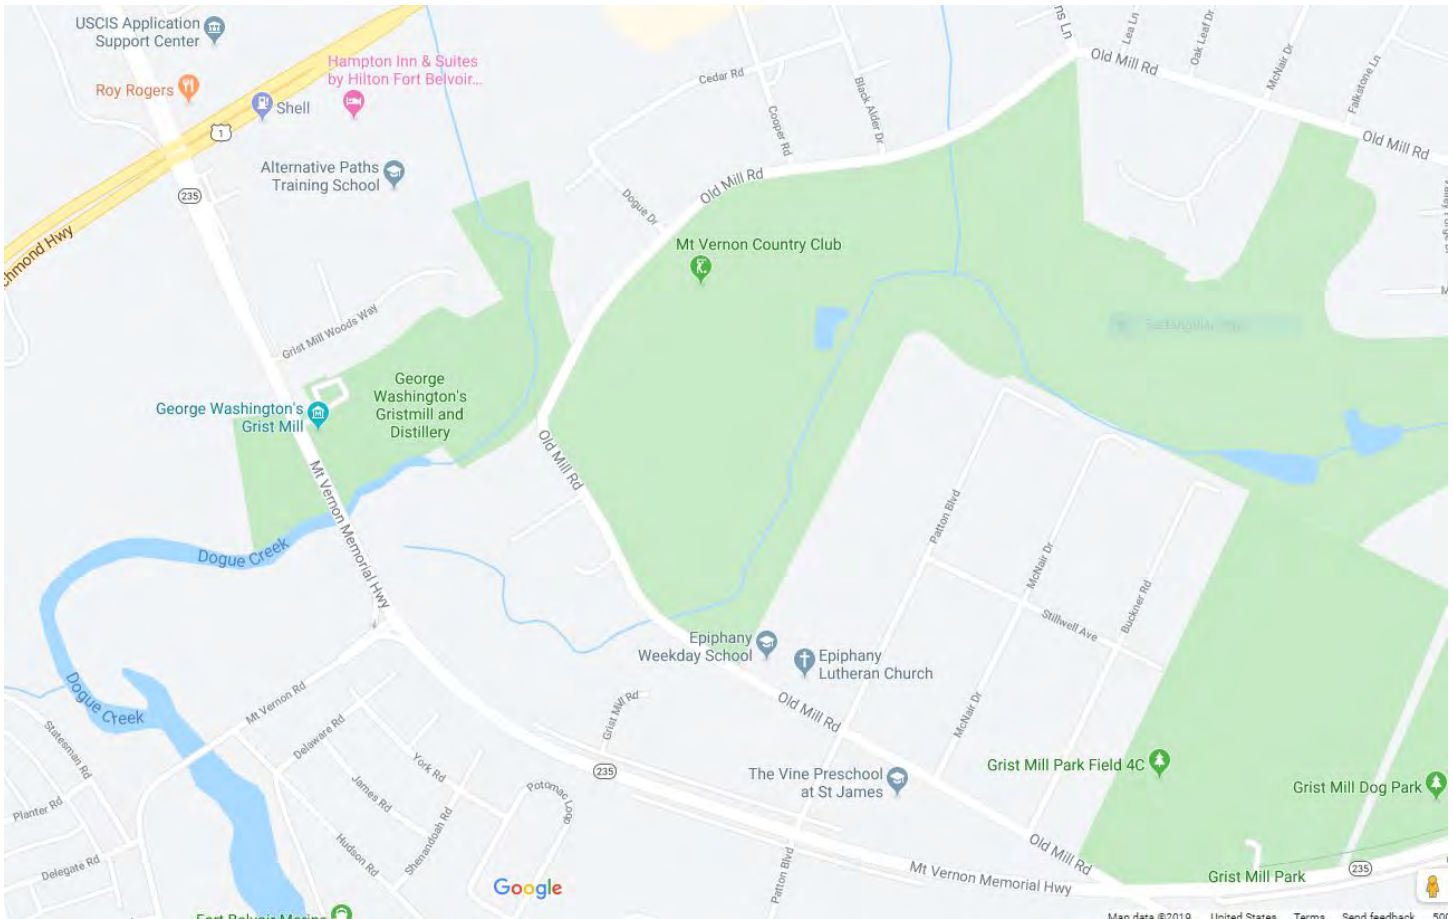 USCIS Application
Support Center
Roy Rogers
Hampton Inn & Suites
by Hilton Fort Belvoir...
Shell
1
Alternative Paths
Training School
235
chmond Hwy
Cedar Rd
Cooper Rd
Black Alder Dr
Dogue Dr
Old Mill Rd
ns Ln
Lea Ln
Oak Leaf Dr
Old Mill Rd
McNair Dr
Falkstone Ln
Old Mill Rd
Mt Vernon Country Club
Grist Mill Woods Way
George Washington's
Grist Mill
George
Washington's
Gristmill and
Distillery
Old Mill Rd
Mt Vernon Memorial Hwy
Dogue Creek
Patton Blvd
McNair Dr
Buckner Rd
Stillwell Ave
Epiphany
Weekday School
Epiphany
Lutheran Church
Dogue Creek
Mt Vernon Rd
Statesman Rd
Delaware Rd
Grist Mill Rd
Old Mill Rd
McNair Dr
York Rd
James Rd
235
The Vine Preschool
at St James
Grist Mill Park Field 4C
Grist Mill Dog Park
Planter Rd
Potomac Loop
Hudson Rd
Shenandoah Rd
Delegate Rd
Patton Blvd
Old Mill Rd
Mt Vernon Memorial Hwy
Grist Mill Park
235
Google
Fort Belvoir Marina
Map data ©2019 United States Terms Send feedback